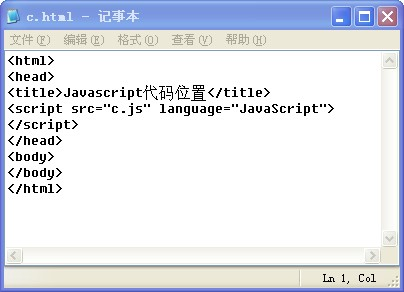 c.html - 记事本
文件(F) 编辑(E) 格式(O) 查看(V) 帮助(H)
<html>
<head>
<title>Javascript代码位置</title>
<script src="c.js" language="JavaScript">
</script>
</head>
<body>
</body>
</html>
Ln 1, Col